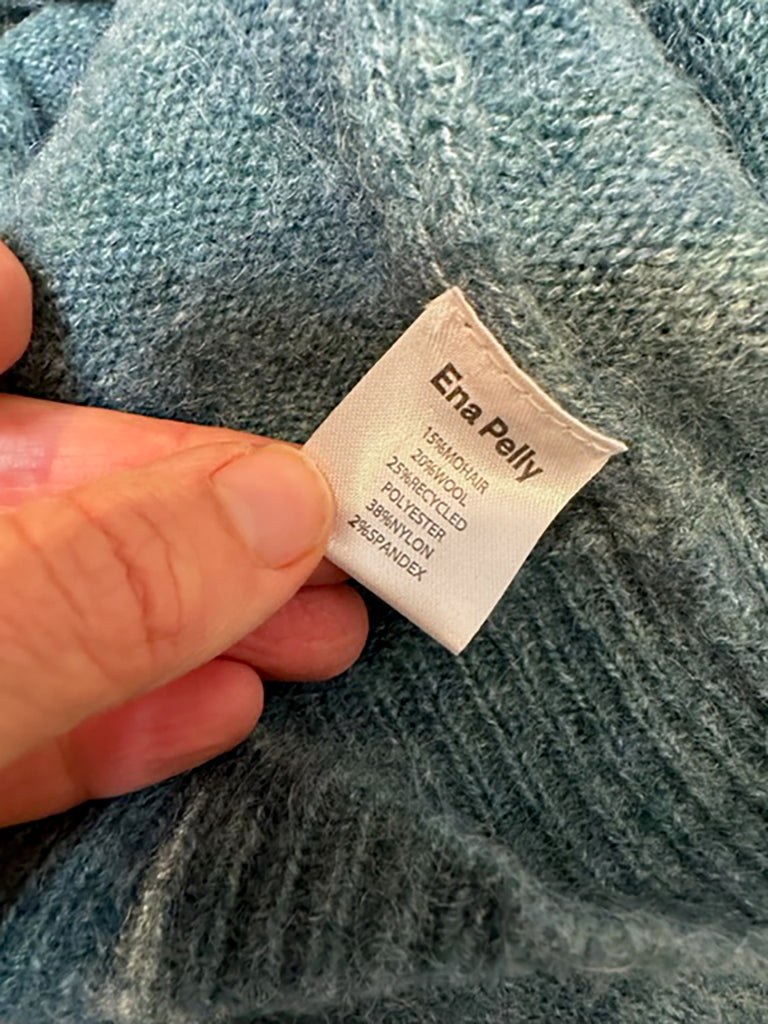 Ena Pelly
15%MOHAIR
20%WOOL
25%RECYCLED
POLYESTER
38%NYLON
2%SPANDEX